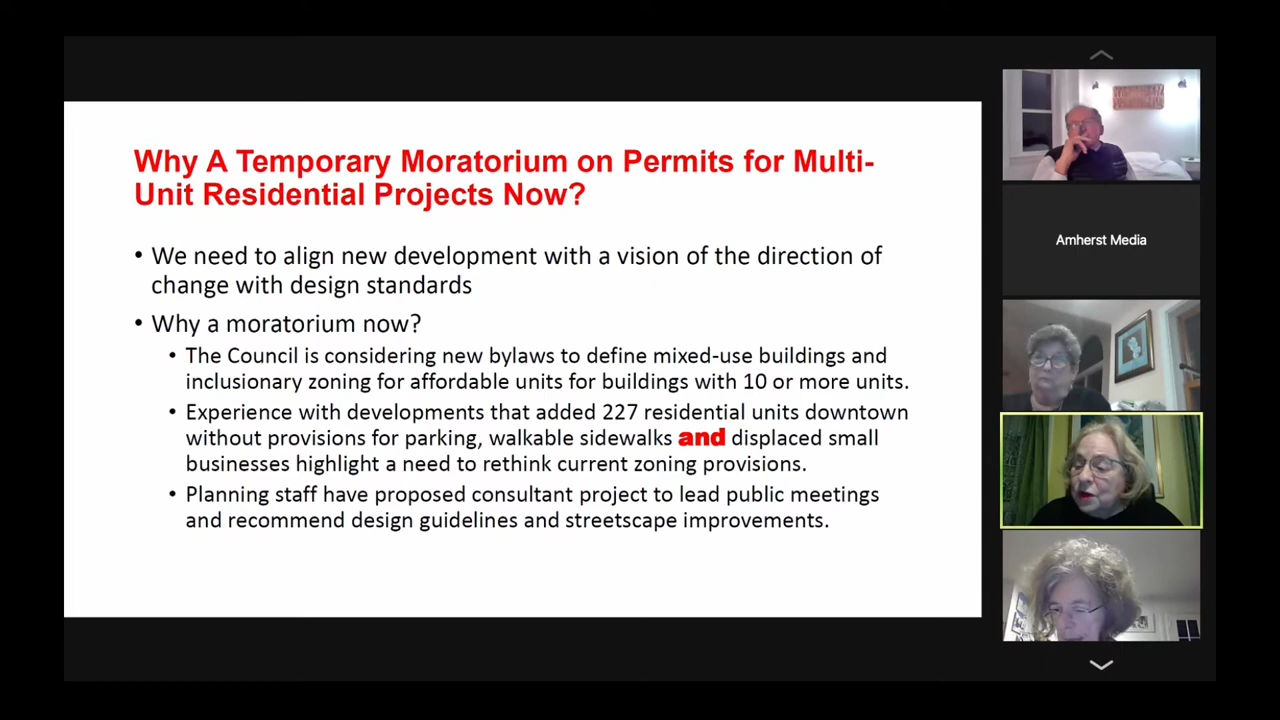 Why A Temporary Moratorium on Permits for Multi-
Unit Residential Projects Now?
• We need to align new development with a vision of the direction of
change with design standards
• Why a moratorium now?
• The Council is considering new bylaws to define mixed-use buildings and
inclusionary zoning for affordable units for buildings with 10 or more units.
• Experience with developments that added 227 residential units downtown
without provisions for parking, walkable sidewalks and displaced small
businesses highlight a need to rethink current zoning provisions.
• Planning staff have proposed consultant project to lead public meetings
and recommend design guidelines and streetscape improvements.
Amherst Media